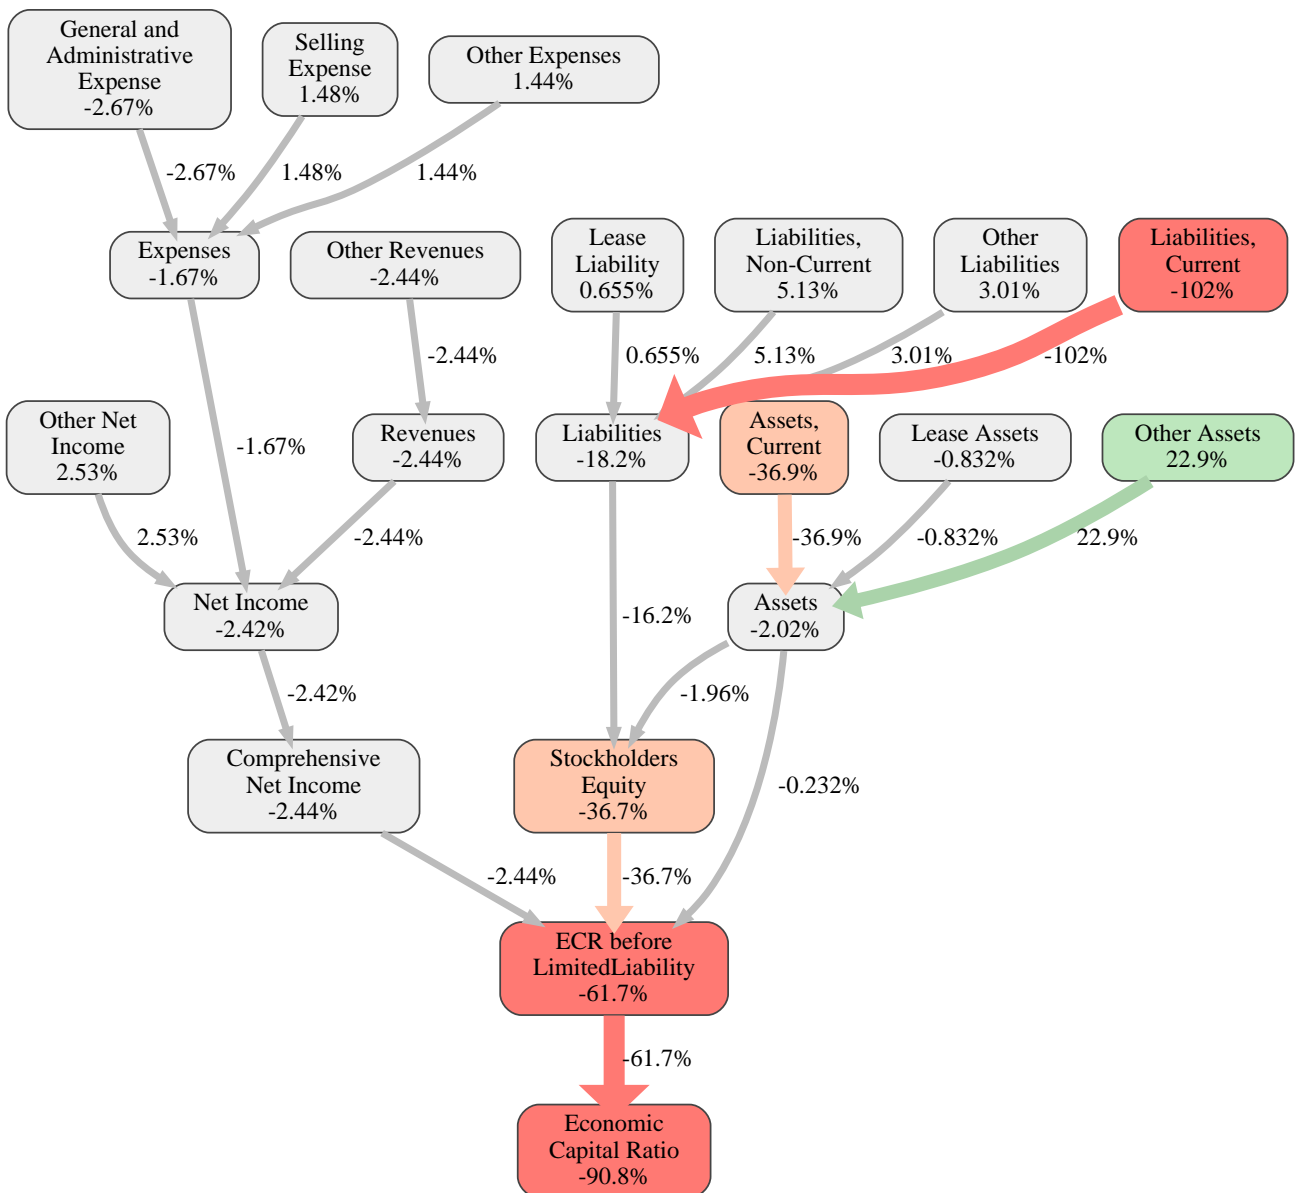 General and
Administrative
Expense
-2.67%
Selling
Expense
1.48%
Other Expenses
1.44%
-2.67%
1.48%
1.44%
Expenses
-1.67%
Other Revenues
-2.44%
Lease
Liability
0.655%
Liabilities,
Non-Current
5.13%
Other
Liabilities
3.01%
Liabilities,
Current
-102%
-2.44%
0.655%
5.13%
3.01%
-102%
Other Net
Income
2.53%
-1.67%
Revenues
-2.44%
Liabilities
-18.2%
Assets,
Current
-36.9%
Lease Assets
-0.832%
Other Assets
22.9%
2.53%
-2.44%
-36.9%
-0.832%
22.9%
Net Income
-2.42%
-16.2%
Assets
-2.02%
-2.42%
-1.96%
Comprehensive
Net Income
-2.44%
Stockholders
Equity
-36.7%
-0.232%
-2.44%
-36.7%
ECR before
LimitedLiability
-61.7%
-61.7%
Economic
Capital Ratio
-90.8%